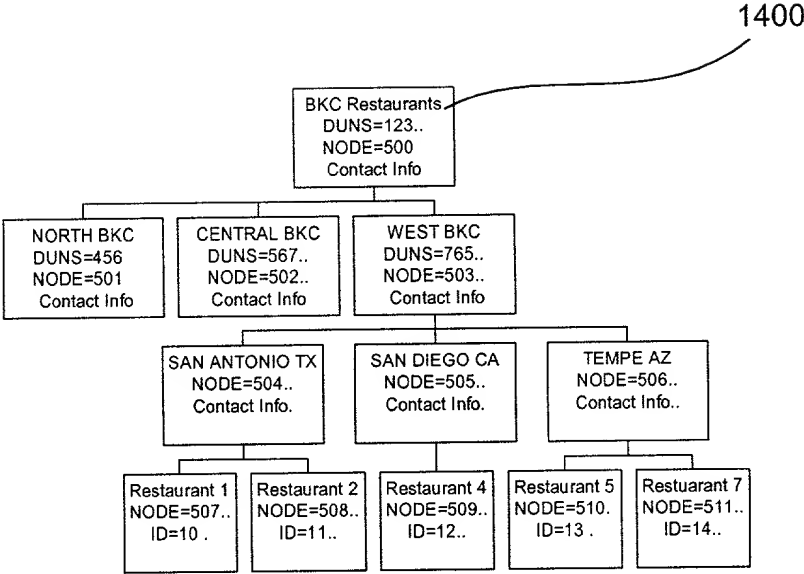 1400
BKC Restaurants
DUNS=123..
NODE=500
Contact Info
NORTH BKC
DUNS=456
NODE=501
Contact Info
CENTRAL BKC
DUNS=567..
NODE=502..
Contact Info
WEST BKC
DUNS=765..
NODE=503..
Contact Info
SAN ANTONIO TX
NODE=504..
Contact Info.
SAN DIEGO CA
NODE=505..
Contact Info.
TEMPE AZ
NODE=506..
Contact Info..
Restaurant 1
NODE=507..
ID=10 .
Restaurant 2
NODE=508..
ID=11..
Restaurant 4
NODE=509..
ID=12..
Restaurant 5
NODE=510.
ID=13 .
Restuarant 7
NODE=511..
ID=14..